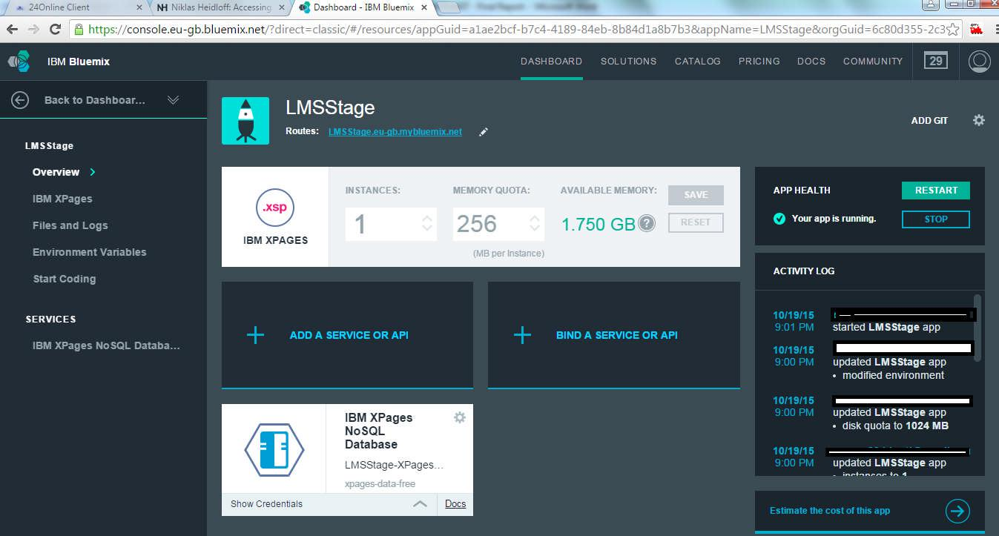 24Online Client
Niklas Heidloff: Accessing
Dashboard - IBM Bluemix
https://console.eu-gb.bluemix.net/?direct=classic/#/resources/appGuid=a1ae2bcf-b7c4-4189-84eb-8b84d1a8b7b3&appName=LMSStage&orgGuid=6c80d355-2c3
IBM Bluemix
DASHBOARD
SOLUTIONS
CATALOG
PRICING
DOCS
COMMUNITY
29
Back to Dashboar...
LMSStage
Overview
IBM XPages
Files and Logs
Environment Variables
Start Coding
SERVICES
IBM XPages NoSQL Databa...
LMSStage
Routes: LMSStage.eu-gb.mybluemix.net
ADD GIT
.xsp
IBM XPAGES
INSTANCES:
1
MEMORY QUOTA:
256
(MB per Instance)
AVAILABLE MEMORY:
1.750 GB ?
SAVE
RESET
ADD A SERVICE OR API
BIND A SERVICE OR API
IBM XPages
NoSQL
Database
LMSStage-XPages...
xpages-data-free
Show Credentials
Docs
APP HEALTH
RESTART
Your app is running.
STOP
ACTIVITY LOG
10/19/15
9:01 PM started LMSStage app
10/19/15
9:00 PM updated LMSStage app
• modified environment
10/19/15
9:00 PM updated LMSStage app
• disk quota to 1024 MB
10/19/15
9:00 PM updated LMSStage app
• instances to 1
Estimate the cost of this app